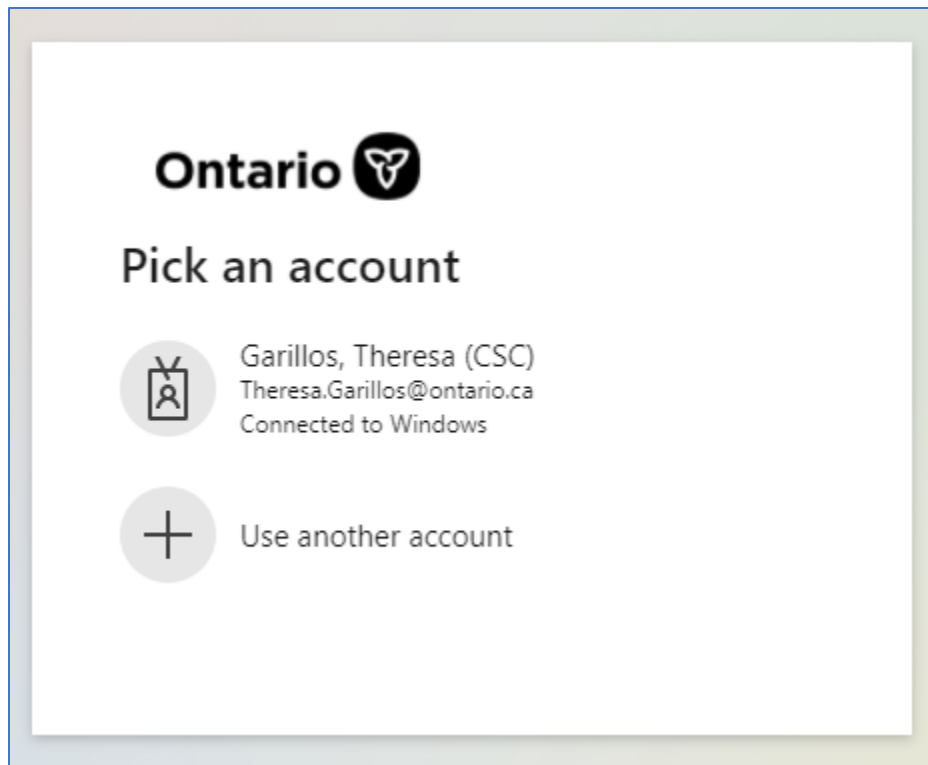 Ontario
Pick an account
Garillos, Theresa (CSC)
Theresa.Garillos@ontario.ca
Connected to Windows
Use another account